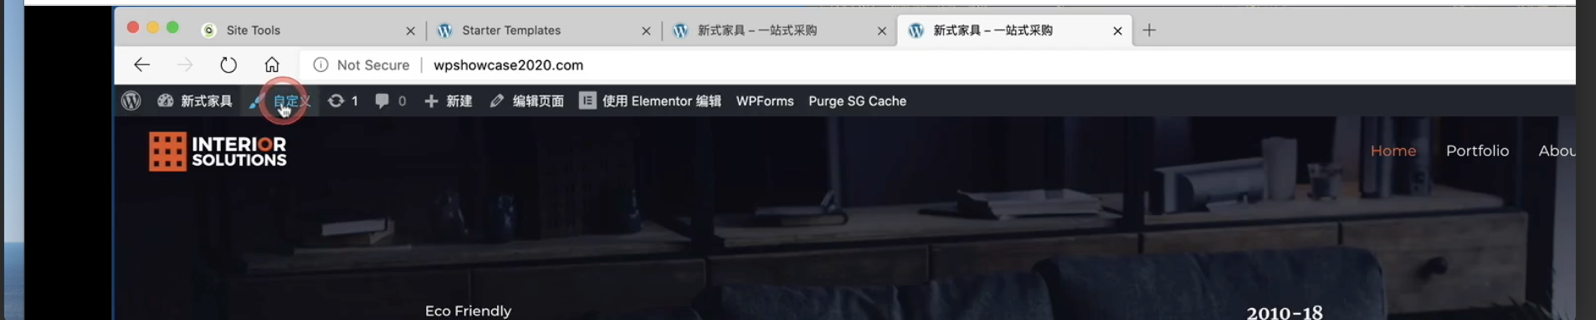 Site Tools
Starter Templates
新式家具 – 一站式采购
新式家具 – 一站式采购
Not Secure
wpshowcase2020.com
新式家具 自定义 1 0 新建 编辑页面 使用 Elementor 编辑 WPForms Purge SG Cache
INTERIOR
SOLUTIONS
Home Portfolio Abou
Eco Friendly
2010-18